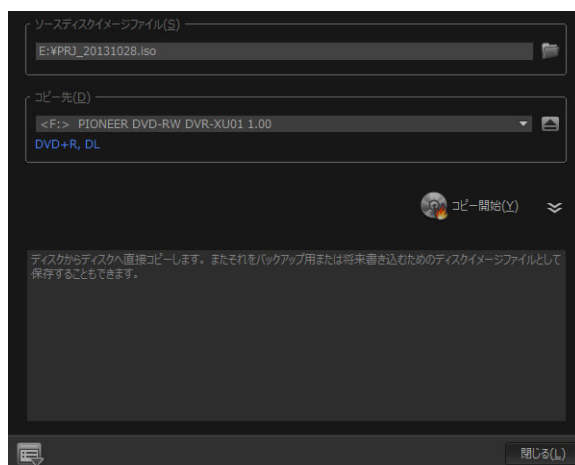 ソースディスクイメージファイル(S)
E:¥PRJ_20131028.iso
コピー先(D)
<F:> PIONEER DVD-RW DVR-XU01 1.00
DVD+R, DL
コピー開始(Y)
ディスクからディスクへ直接コピーします。またそれをバックアップ用または将来書き込むためのディスクイメージファイルとして
保存することもできます。
閉じる(L)